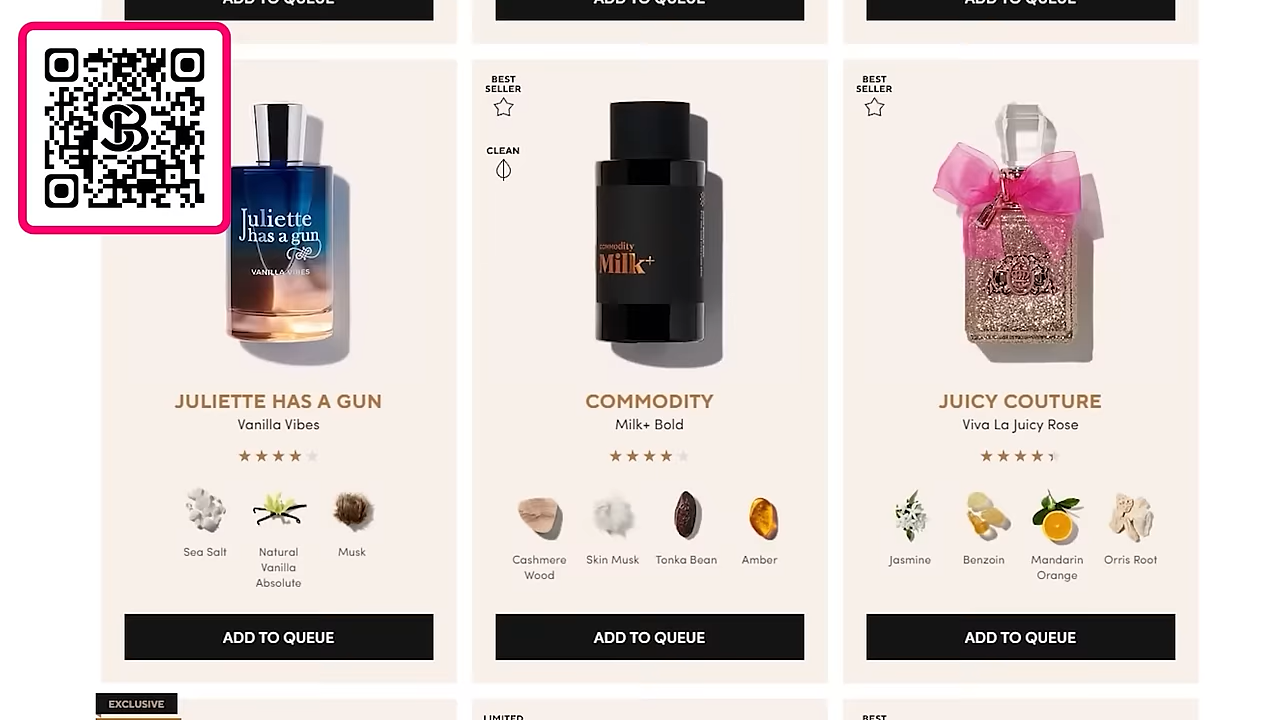 ADD TO QUEUE
ADD TO QUEUE
ADD TO QUEUE
Juliette
has a gun
VANILLA VIBES
JULIETTE HAS A GUN
Vanilla Vibes
Sea Salt
Natural
Vanilla
Absolute
Musk
ADD TO QUEUE
BEST
SELLER
CLEAN
commodity
Milk+
COMMODITY
Milk+ Bold
Cashmere
Wood
Skin Musk
Tonka Bean
Amber
ADD TO QUEUE
BEST
SELLER
JUICY COUTURE
Viva La Juicy Rose
Jasmine
Benzoin
Mandarin
Orange
Orris Root
ADD TO QUEUE
EXCLUSIVE
LIMITED
BEST